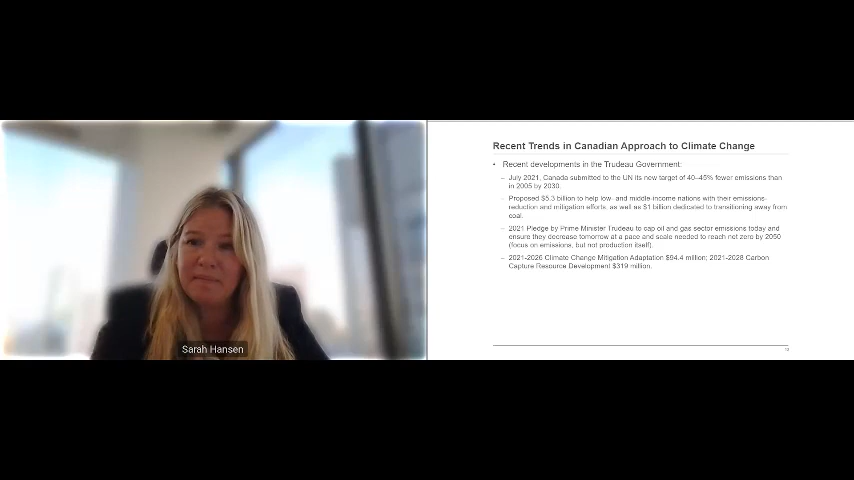 Recent Trends in Canadian Approach to Climate Change
• Recent developments in the Trudeau Government:
– July 2021, Canada submitted to the UN its new target of 40–45% fewer emissions than
in 2005 by 2030.
– Proposed $5.3 billion to help low- and middle-income nations with their emissions-
reduction and mitigation efforts, as well as $1 billion dedicated to transitioning away from
coal.
– 2021 Pledge by Prime Minister Trudeau to cap oil and gas sector emissions today and
ensure they decrease tomorrow at a pace and scale needed to reach net zero by 2050
(focus on emissions, but not production itself).
– 2021-2026 Climate Change Mitigation Adaptation $94.4 million; 2021-2028 Carbon
Capture Resource Development $319 million.
Sarah Hansen